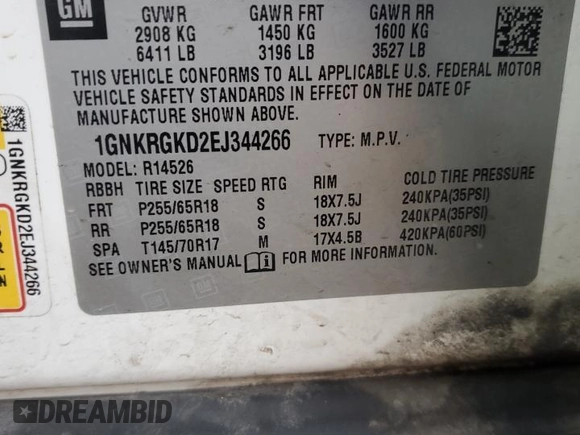 GM
GVWR GAWR FRT GAWR RR
2908 KG 1450 KG 1600 KG
6411 LB 3196 LB 3527 LB
THIS VEHICLE CONFORMS TO ALL APPLICABLE U.S. FEDERAL MOTOR
VEHICLE SAFETY STANDARDS IN EFFECT ON THE DATE OF
MANUFACTURE SHOWN ABOVE.
1GNKRGKD2EJ344266 TYPE: M.P.V.
MODEL: R14526
RBBH TIRE SIZE SPEED RTG RIM COLD TIRE PRESSURE
FRT P255/65R18 S 18X7.5J 240KPA(35PSI)
RR P255/65R18 S 18X7.5J 240KPA(35PSI)
SPA T145/70R17 M 17X4.5B 420KPA(60PSI)
SEE OWNER'S MANUAL FOR MORE INFORMATION.
1GNKRGKD2EJ344266
DREAMBID